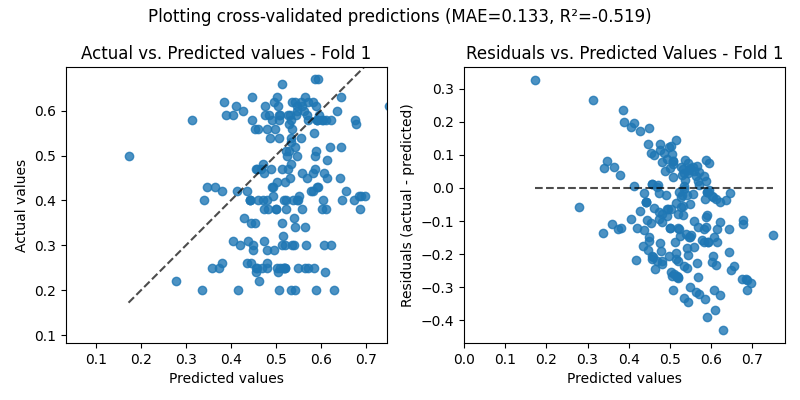 Plotting cross-validated predictions (MAE=0.133, R²=-0.519)
Actual vs. Predicted values - Fold 1
Actual values
0.6
0.5
0.4
0.3
0.2
0.1
0.1 0.2 0.3 0.4 0.5 0.6 0.7
Predicted values
Residuals vs. Predicted Values - Fold 1
Residuals (actual - predicted)
0.3
0.2
0.1
0.0
−0.1
−0.2
−0.3
−0.4
0.0 0.1 0.2 0.3 0.4 0.5 0.6 0.7
Predicted values